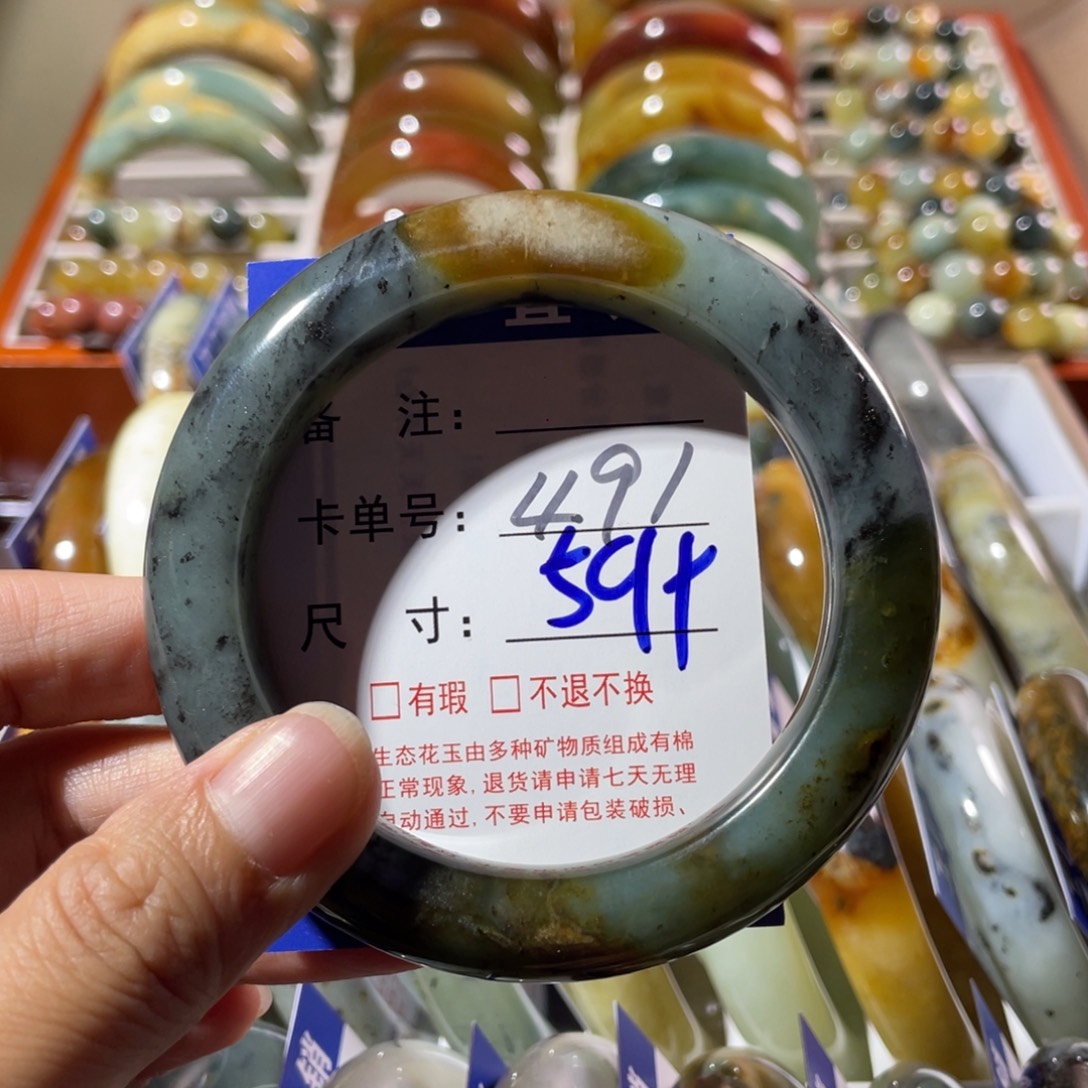 备 注:
卡单号: 491
尺 寸: 59+
□有瑕 □不退不换
生态花玉由多种矿物质组成有棉
正常现象, 退货请申请七天无理
自动通过, 不要申请包装破损、